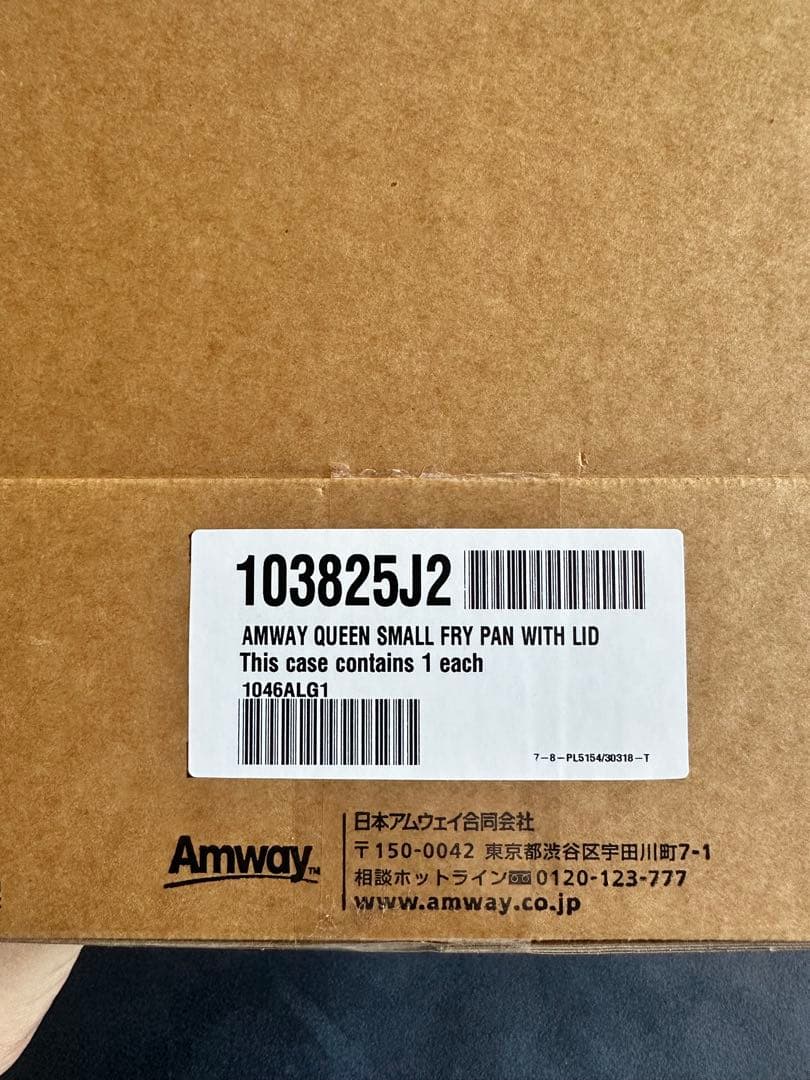 103825J2
AMWAY QUEEN SMALL FRY PAN WITH LID
This case contains 1 each
1046ALG1
7-8-PL5154/30318-T
Amway™
日本アムウェイ合同会社
〒150-0042 東京都渋谷区宇田川町7-1
相談ホットライン 0120-123-777
www.amway.co.jp